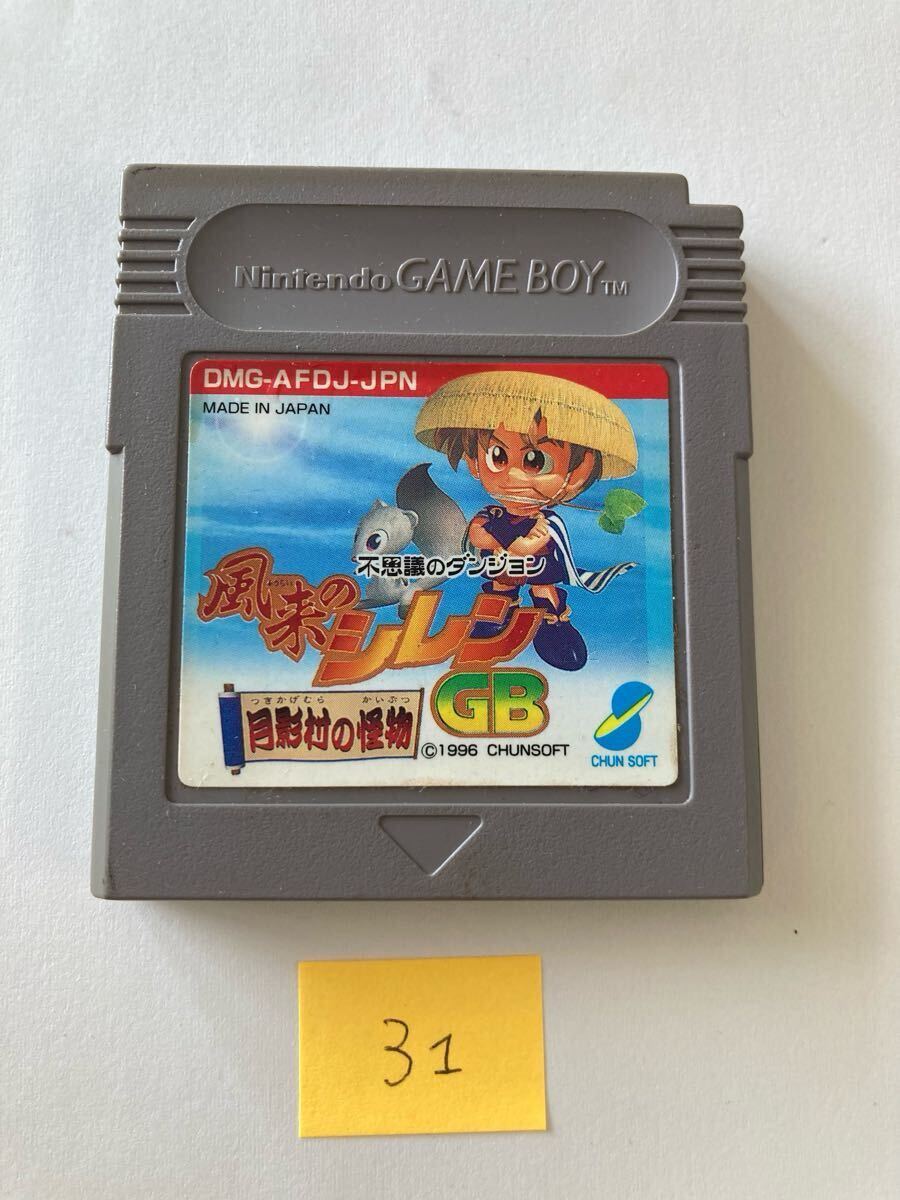 Nintendo GAME BOY TM
DMG-AFDJ-JPN
MADE IN JAPAN
不思議のダンジョン
風来のシレン
GB
つきかげむら かいぶつ
月影村の怪物
©1996 CHUNSOFT
CHUN SOFT
31